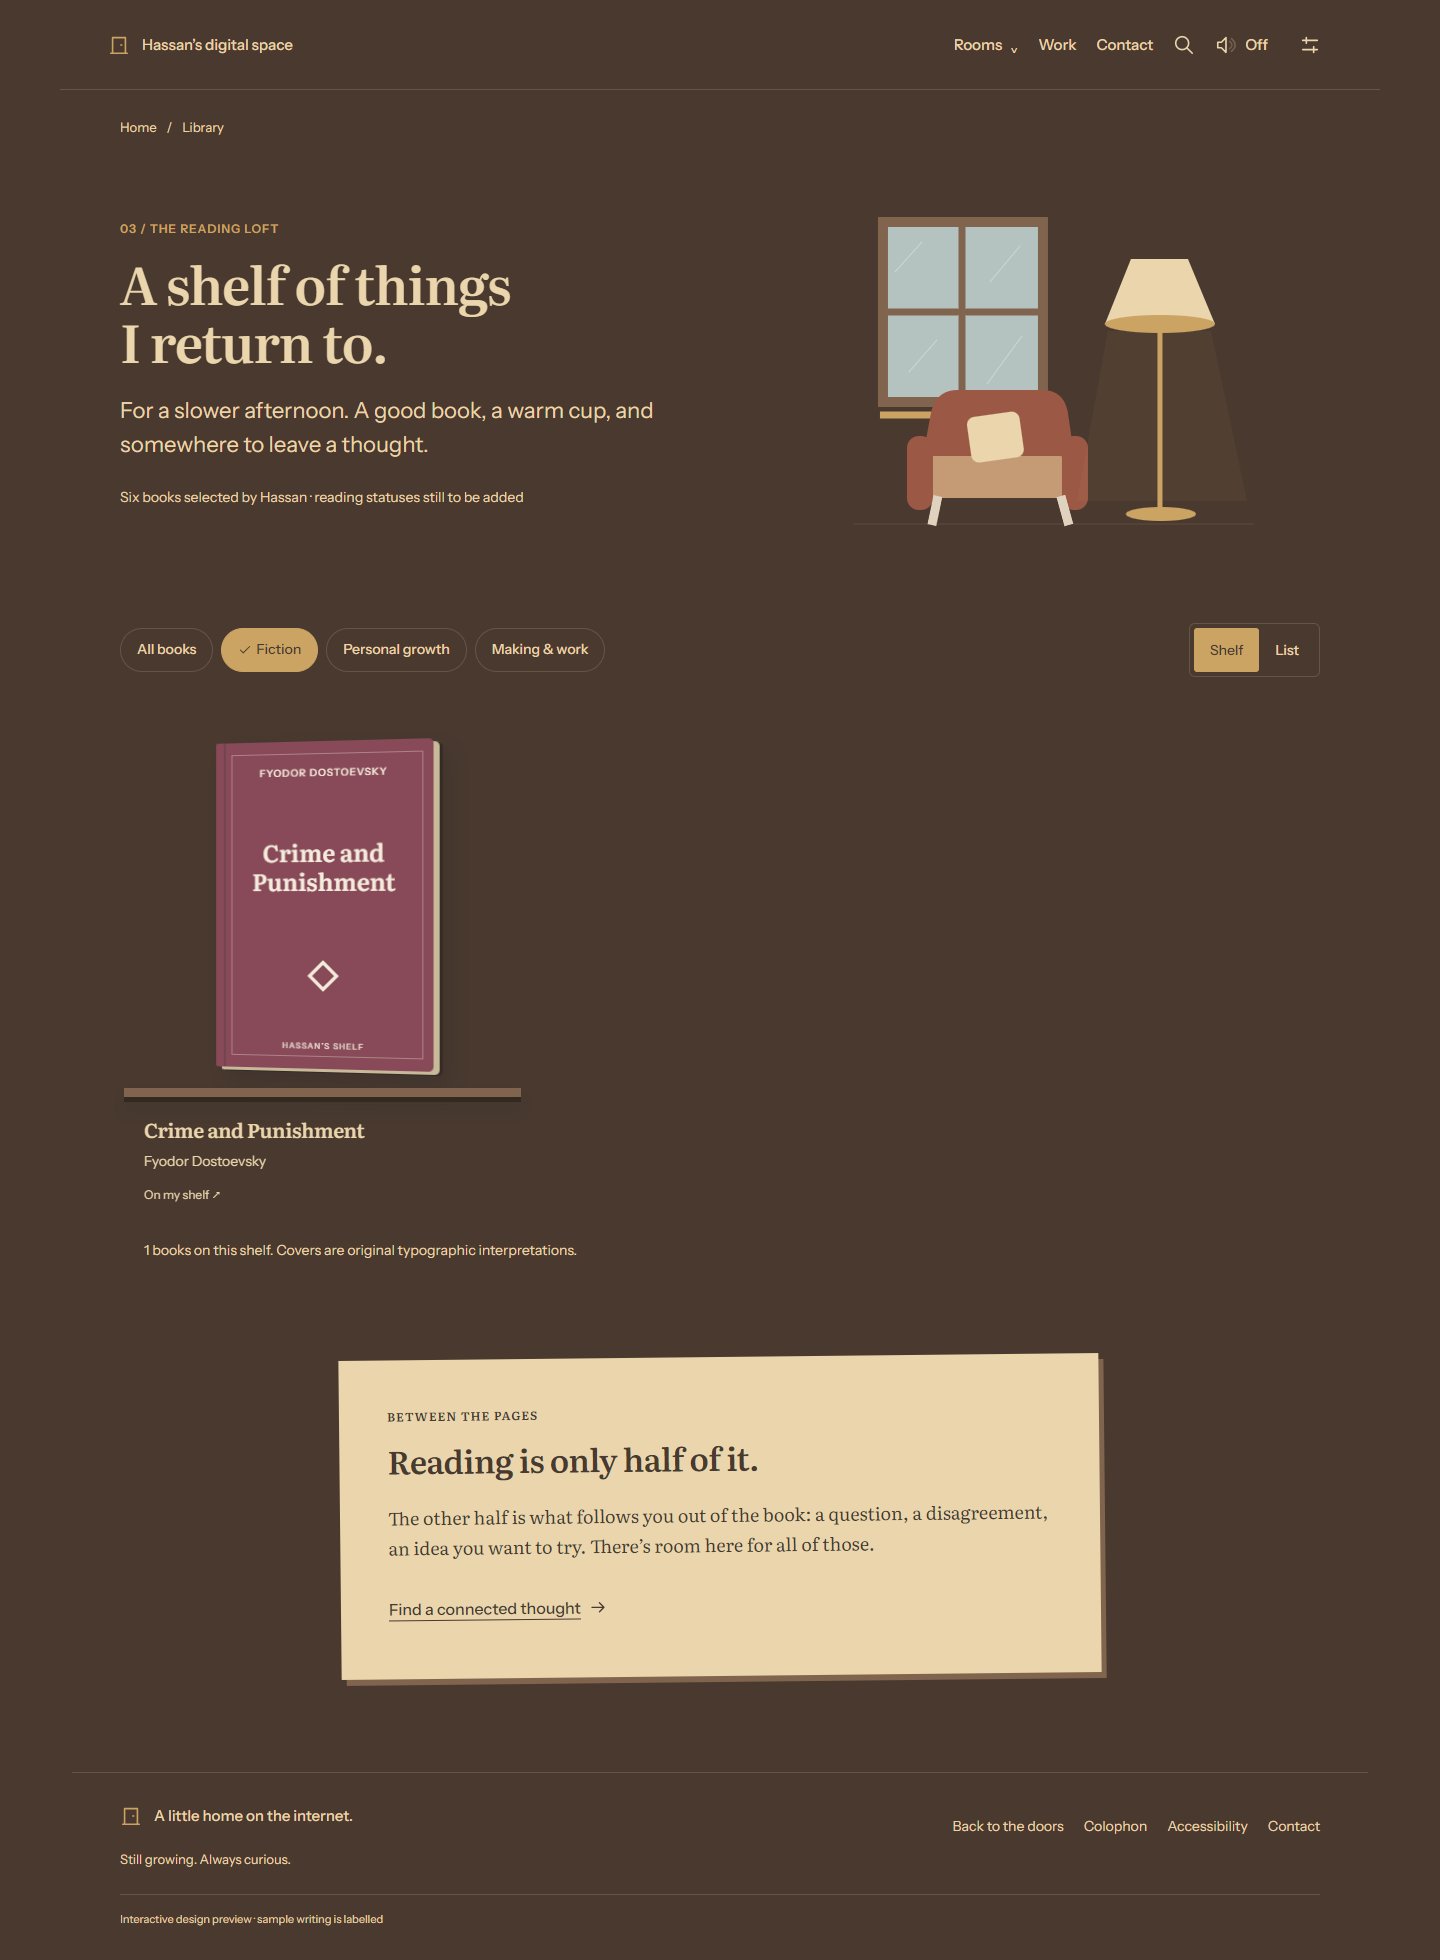 Hassan's digital space
Rooms Work Contact Off
Home / Library
03 / THE READING LOFT
A shelf of things
I return to.
For a slower afternoon. A good book, a warm cup, and
somewhere to leave a thought.
Six books selected by Hassan · reading statuses still to be added
All books ✓ Fiction Personal growth Making & work Shelf List
FYODOR DOSTOEVSKY
Crime and
Punishment
HASSAN'S SHELF
Crime and Punishment
Fyodor Dostoevsky
On my shelf ↗
1 books on this shelf. Covers are original typographic interpretations.
BETWEEN THE PAGES
Reading is only half of it.
The other half is what follows you out of the book: a question, a disagreement,
an idea you want to try. There’s room here for all of those.
Find a connected thought →
A little home on the internet.
Back to the doors Colophon Accessibility Contact
Still growing. Always curious.
Interactive design preview · sample writing is labelled